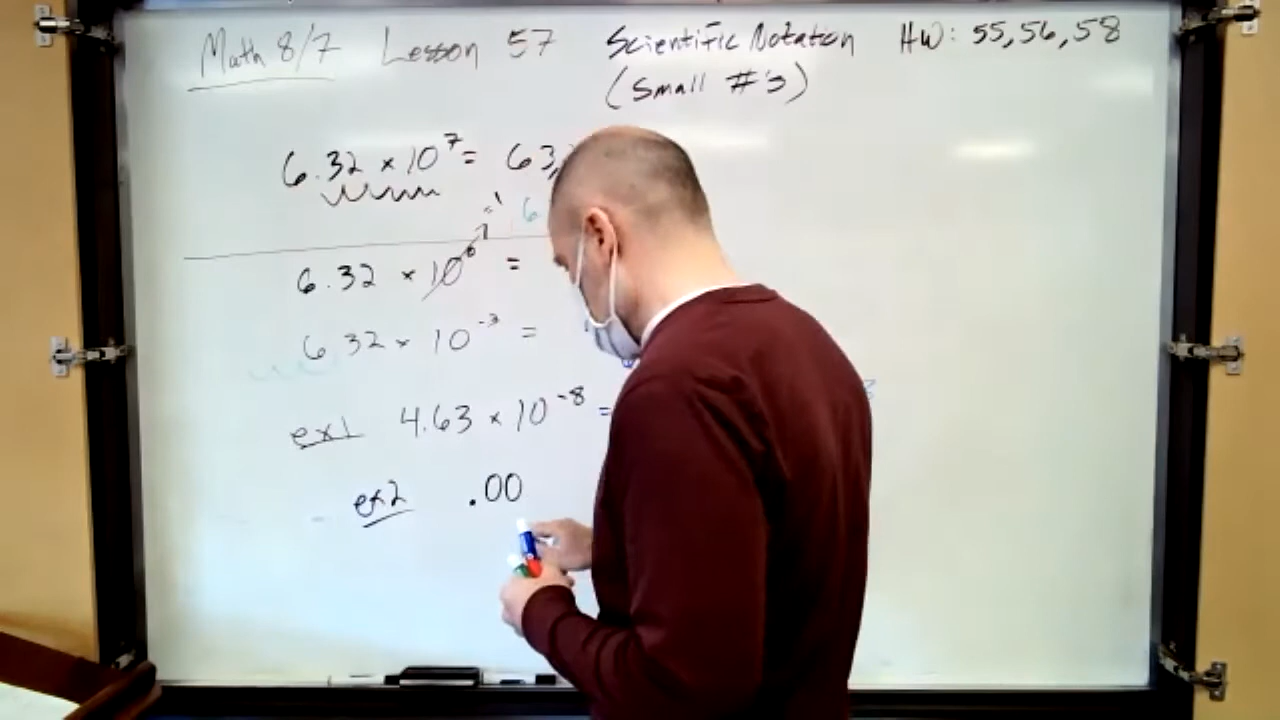 Math 8/7 Lesson 57 Scientific Notation HW: 55,56,58
(Small #'s)
6.32 × 10⁷ = 63,
6.32 × 10⁰ =
6.32 × 10⁻³ =
ex1 4.63 × 10⁻⁸ =
ex2 .00